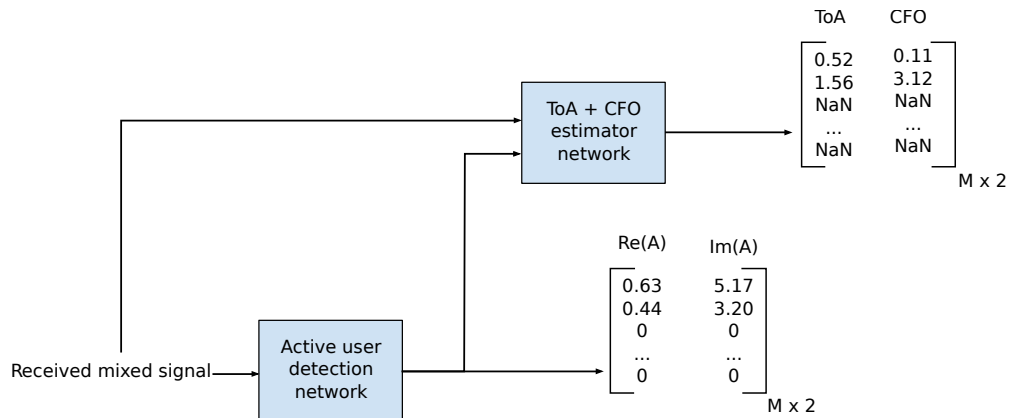 ToA CFO
0.52 0.11
1.56 3.12
NaN NaN
... ...
NaN NaN
M x 2
ToA + CFO
estimator
network
Re(A) Im(A)
0.63 5.17
0.44 3.20
0 0
... ...
0 0
M x 2
Received mixed signal
Active user
detection
network